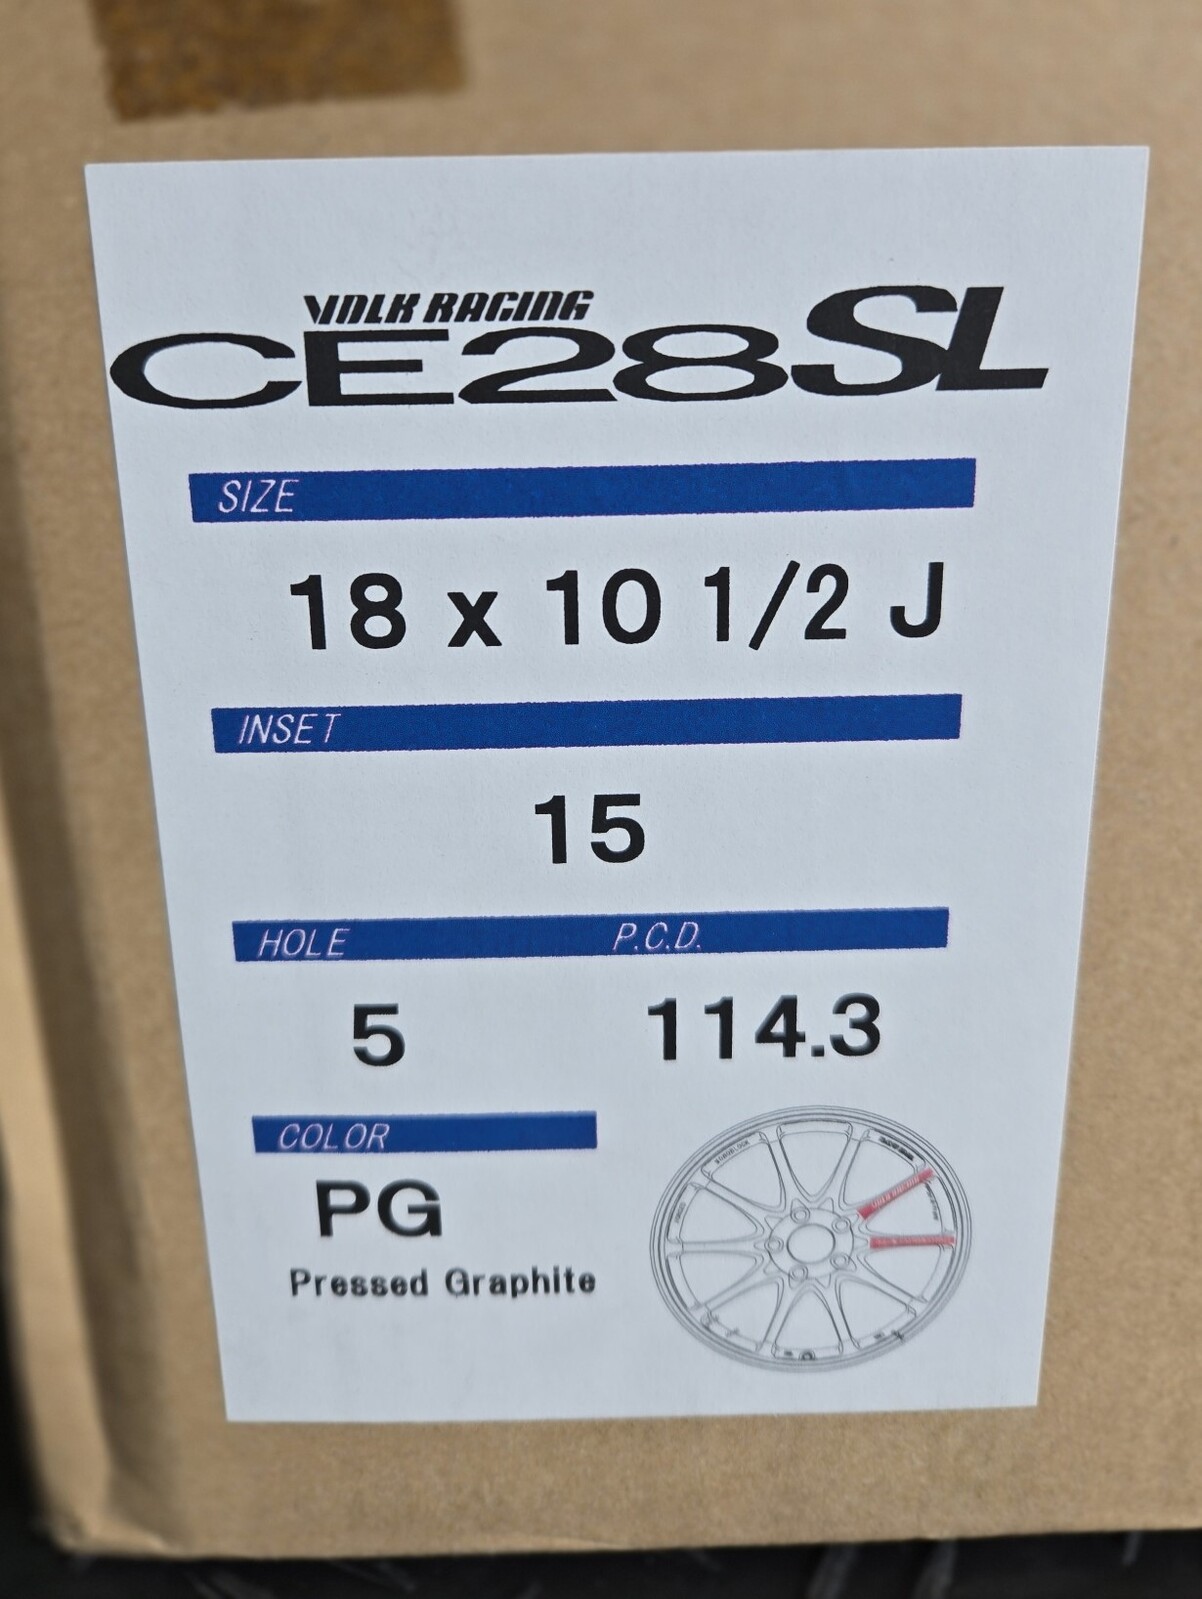 VOLK RACING
CE28SL
SIZE
18 x 10 1/2 J
INSET
15
HOLE P.C.D.
5 114.3
COLOR
PG
Pressed Graphite